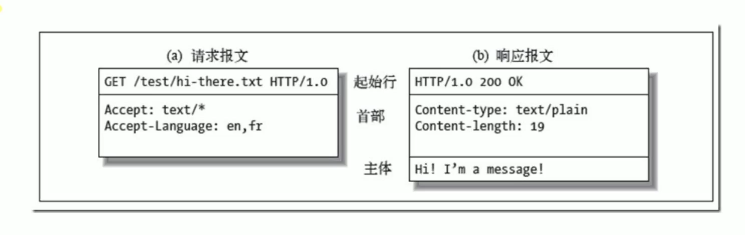 (a) 请求报文
GET /test/hi-there.txt HTTP/1.0
Accept: text/*
Accept-Language: en,fr
起始行
首部
主体
(b) 响应报文
HTTP/1.0 200 OK
Content-type: text/plain
Content-length: 19
Hi! I'm a message!